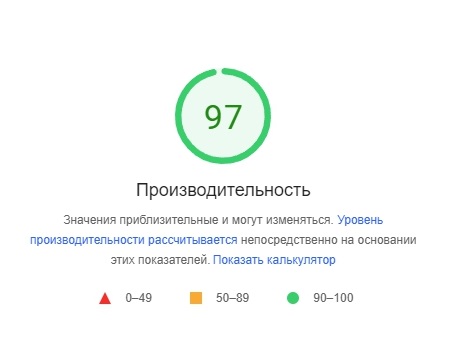 97
Производительность
Значения приблизительные и могут изменяться. Уровень
производительности рассчитывается непосредственно на основании
этих показателей. Показать калькулятор
0–49 50–89 90–100